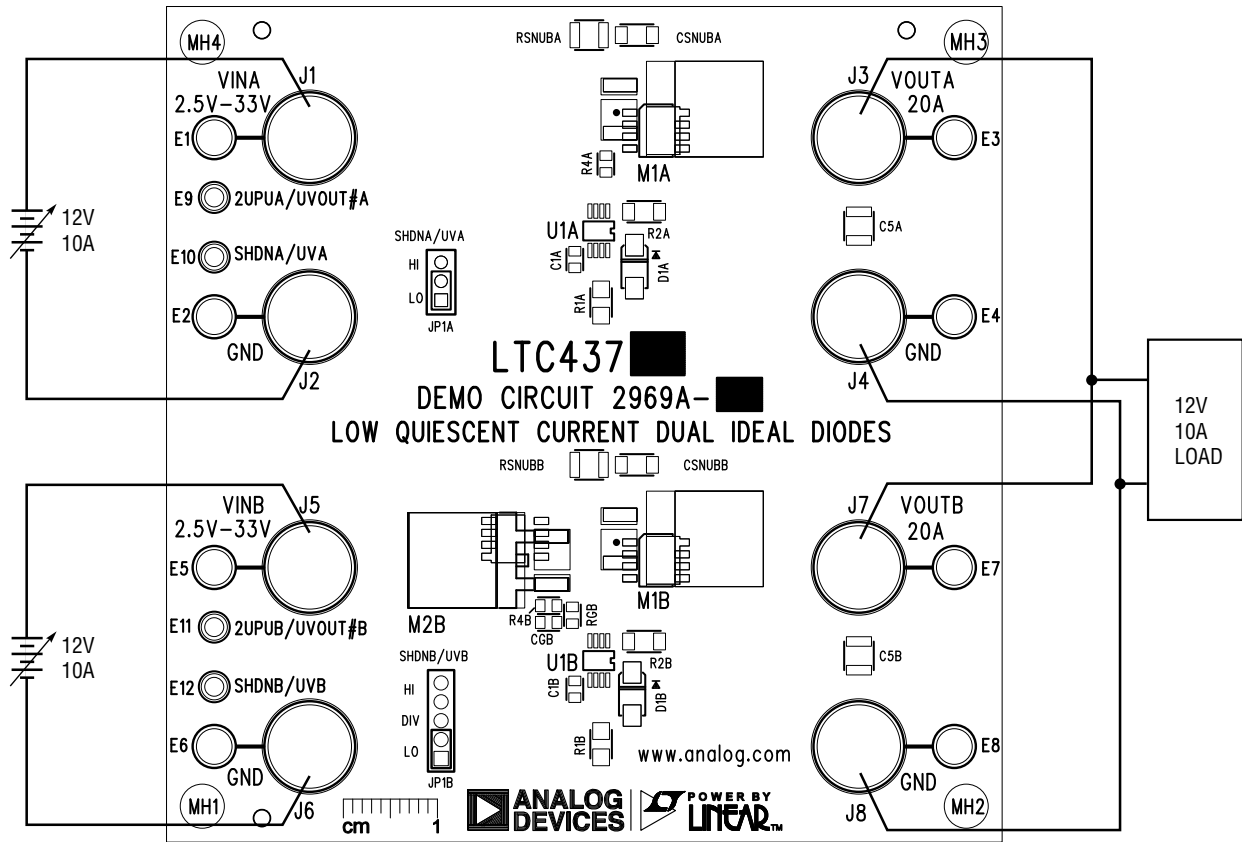 MH4
RSNUBA
CSNUBA
MH3
VINA
2.5V-33V
J1
J3
VOUTA
20A
E1
E3
R4A
M1A
E9
2UPUA/UVOUT#A
12V
10A
U1A
R2A
C5A
SHDNA/UVA
HI
LO
JP1A
C1A
D1A
E10
SHDNA/UVA
R1A
E2
E4
GND
GND
J2
J4
LTC437
DEMO CIRCUIT 2969A-
LOW QUIESCENT CURRENT DUAL IDEAL DIODES
12V
10A
LOAD
RSNUBB
CSNUBB
VINB
2.5V-33V
J5
J7
VOUTB
20A
E5
E7
M2B
M1B
R4B
RGB
CGB
E11
2UPUB/UVOUT#B
12V
10A
U1B
R2B
C5B
SHDNB/UVB
HI
DIV
LO
JP1B
C1B
D1B
E12
SHDNB/UVB
R1B
E6
E8
www.analog.com
GND
GND
MH1
J6
J8
MH2
cm 1
ANALOG
DEVICES
POWER BY
LINEAR™